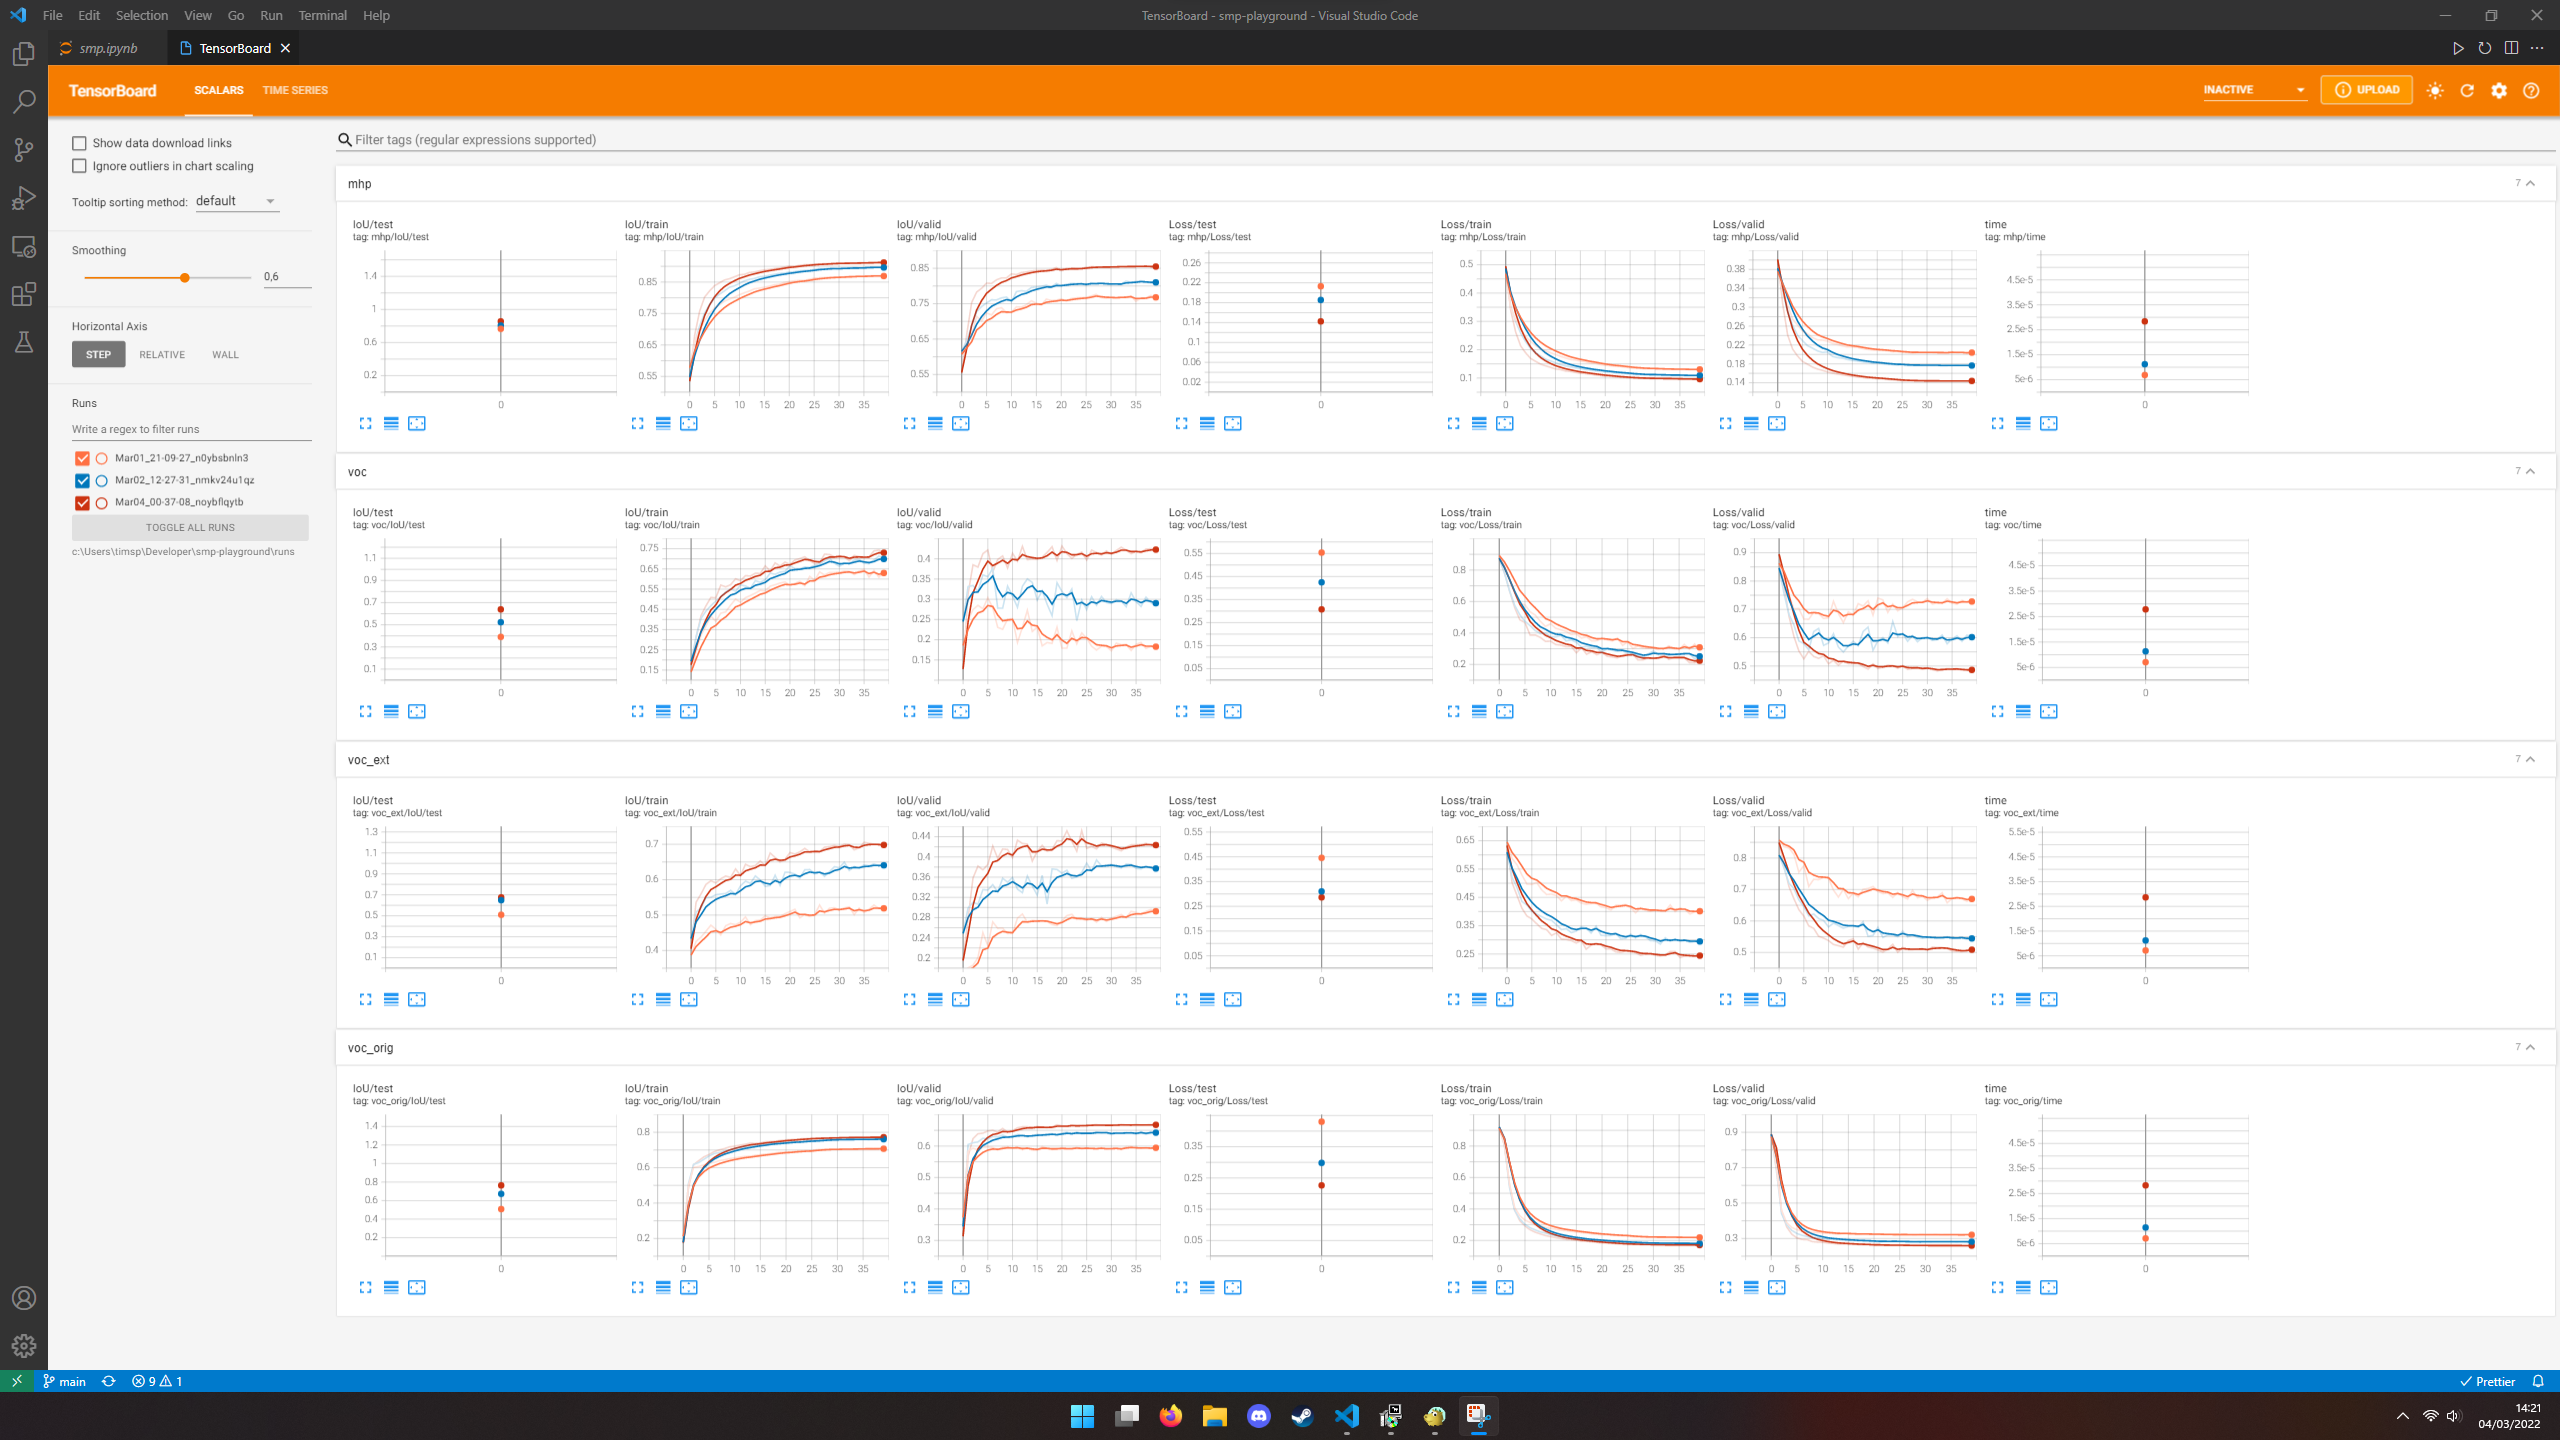 File Edit Selection View Go Run Terminal Help
TensorBoard - smp-playground - Visual Studio Code
smp.ipynb
TensorBoard
TensorBoard
SCALARS
TIME SERIES
INACTIVE
UPLOAD
Show data download links
Ignore outliers in chart scaling
Tooltip sorting method: default
Smoothing
0,6
Horizontal Axis
STEP RELATIVE WALL
Runs
Write a regex to filter runs
Mar01_21-09-27_n0ybsbnln3
Mar02_12-27-31_nmkv24u1qz
Mar04_00-37-08_noybflqytb
TOGGLE ALL RUNS
c:\Users\timsp\Developer\smp-playground\runs
Filter tags (regular expressions supported)
mhp
7
IoU/test
tag: mhp/IoU/test
1.4
1
0.6
0.2
0
IoU/train
tag: mhp/IoU/train
0.85
0.75
0.65
0.55
0 5 10 15 20 25 30 35
IoU/valid
tag: mhp/IoU/valid
0.85
0.75
0.65
0.55
0 5 10 15 20 25 30 35
Loss/test
tag: mhp/Loss/test
0.26
0.22
0.18
0.14
0.1
0.06
0.02
0
Loss/train
tag: mhp/Loss/train
0.5
0.4
0.3
0.2
0.1
0 5 10 15 20 25 30 35
Loss/valid
tag: mhp/Loss/valid
0.38
0.34
0.3
0.26
0.22
0.18
0.14
0 5 10 15 20 25 30 35
time
tag: mhp/time
4.5e-5
3.5e-5
2.5e-5
1.5e-5
5e-6
0
voc
7
IoU/test
tag: voc/IoU/test
1.1
0.9
0.7
0.5
0.3
0.1
0
IoU/train
tag: voc/IoU/train
0.75
0.65
0.55
0.45
0.35
0.25
0.15
0 5 10 15 20 25 30 35
IoU/valid
tag: voc/IoU/valid
0.4
0.35
0.3
0.25
0.2
0.15
0 5 10 15 20 25 30 35
Loss/test
tag: voc/Loss/test
0.55
0.45
0.35
0.25
0.15
0.05
0
Loss/train
tag: voc/Loss/train
0.8
0.6
0.4
0.2
0 5 10 15 20 25 30 35
Loss/valid
tag: voc/Loss/valid
0.9
0.8
0.7
0.6
0.5
0 5 10 15 20 25 30 35
time
tag: voc/time
4.5e-5
3.5e-5
2.5e-5
1.5e-5
5e-6
0
voc_ext
7
IoU/test
tag: voc_ext/IoU/test
1.3
1.1
0.9
0.7
0.5
0.3
0.1
0
IoU/train
tag: voc_ext/IoU/train
0.7
0.6
0.5
0.4
0 5 10 15 20 25 30 35
IoU/valid
tag: voc_ext/IoU/valid
0.44
0.4
0.36
0.32
0.28
0.24
0.2
0 5 10 15 20 25 30 35
Loss/test
tag: voc_ext/Loss/test
0.55
0.45
0.35
0.25
0.15
0.05
0
Loss/train
tag: voc_ext/Loss/train
0.65
0.55
0.45
0.35
0.25
0 5 10 15 20 25 30 35
Loss/valid
tag: voc_ext/Loss/valid
0.8
0.7
0.6
0.5
0 5 10 15 20 25 30 35
time
tag: voc_ext/time
5.5e-5
4.5e-5
3.5e-5
2.5e-5
1.5e-5
5e-6
0
voc_orig
7
IoU/test
tag: voc_orig/IoU/test
1.4
1.2
1
0.8
0.6
0.4
0.2
0
IoU/train
tag: voc_orig/IoU/train
0.8
0.6
0.4
0.2
0 5 10 15 20 25 30 35
IoU/valid
tag: voc_orig/IoU/valid
0.6
0.5
0.4
0.3
0 5 10 15 20 25 30 35
Loss/test
tag: voc_orig/Loss/test
0.35
0.25
0.15
0.05
0
Loss/train
tag: voc_orig/Loss/train
0.8
0.6
0.4
0.2
0 5 10 15 20 25 30 35
Loss/valid
tag: voc_orig/Loss/valid
0.9
0.7
0.5
0.3
0 5 10 15 20 25 30 35
time
tag: voc_orig/time
4.5e-5
3.5e-5
2.5e-5
1.5e-5
5e-6
0
main
9 1
Prettier
14:21
04/03/2022